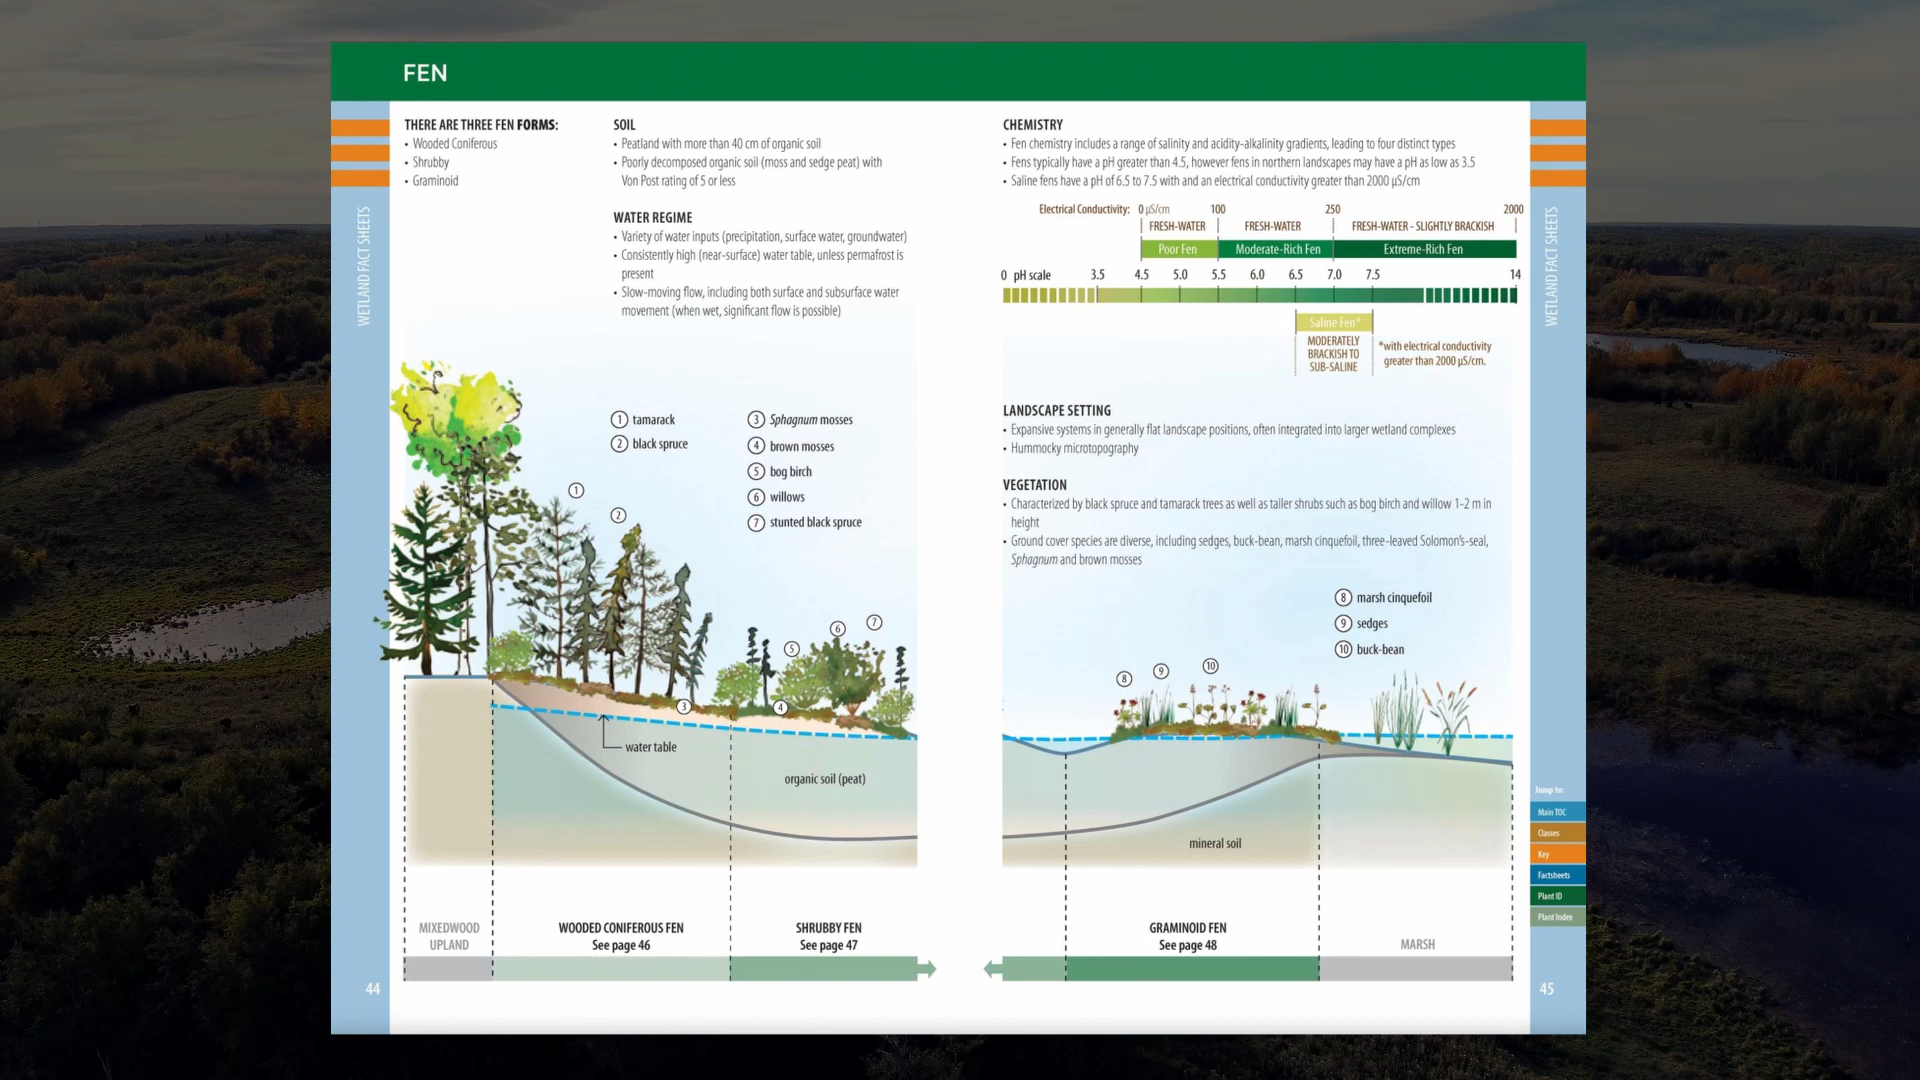 FEN
THERE ARE THREE FEN FORMS:
• Wooded Coniferous
• Shrubby
• Graminoid
SOIL
• Peatland with more than 40 cm of organic soil
• Poorly decomposed organic soil (moss and sedge peat) with
Von Post rating of 5 or less
WATER REGIME
• Variety of water inputs (precipitation, surface water, groundwater)
• Consistently high (near-surface) water table, unless permafrost is
present
• Slow-moving flow, including both surface and subsurface water
movement (when wet, significant flow is possible)
WETLAND FACT SHEETS
1 tamarack
2 black spruce
3 Sphagnum mosses
4 brown mosses
5 bog birch
6 willows
7 stunted black spruce
1
2
3
4
5
6
7
water table
organic soil (peat)
MIXEDWOOD
UPLAND
WOODED CONIFEROUS FEN
See page 46
SHRUBBY FEN
See page 47
44
CHEMISTRY
• Fen chemistry includes a range of salinity and acidity-alkalinity gradients, leading to four distinct types
• Fens typically have a pH greater than 4.5, however fens in northern landscapes may have a pH as low as 3.5
• Saline fens have a pH of 6.5 to 7.5 with and an electrical conductivity greater than 2000 µS/cm
Electrical Conductivity: 0 µS/cm 100 250 2000
FRESH-WATER FRESH-WATER FRESH-WATER - SLIGHTLY BRACKISH
Poor Fen Moderate-Rich Fen Extreme-Rich Fen
0 pH scale 3.5 4.5 5.0 5.5 6.0 6.5 7.0 7.5 14
Saline Fen*
MODERATELY
BRACKISH TO
SUB-SALINE
*with electrical conductivity
greater than 2000 µS/cm.
LANDSCAPE SETTING
• Expansive systems in generally flat landscape positions, often integrated into larger wetland complexes
• Hummocky microtopography
VEGETATION
• Characterized by black spruce and tamarack trees as well as taller shrubs such as bog birch and willow 1-2 m in
height
• Ground cover species are diverse, including sedges, buck-bean, marsh cinquefoil, three-leaved Solomon's-seal,
Sphagnum and brown mosses
8 marsh cinquefoil
9 sedges
10 buck-bean
8
9
10
mineral soil
GRAMINOID FEN
See page 48
MARSH
WETLAND FACT SHEETS
Jump to:
Main TOC
Classes
Key
Factsheets
Plant ID
Plant Index
45